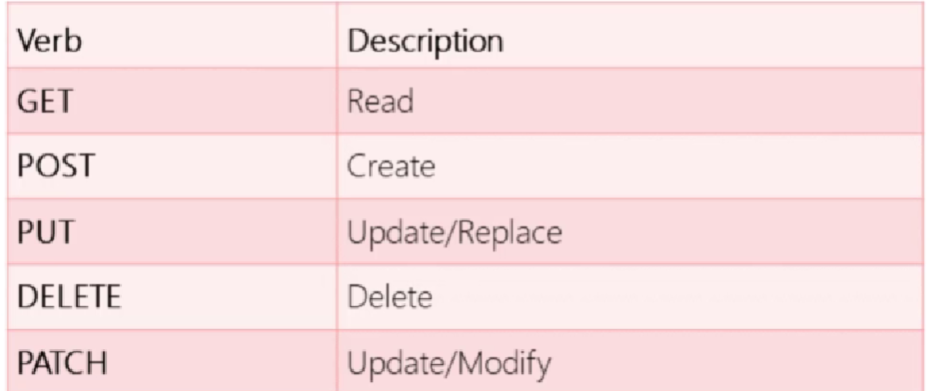 Verb Description
GET Read
POST Create
PUT Update/Replace
DELETE Delete
PATCH Update/Modify